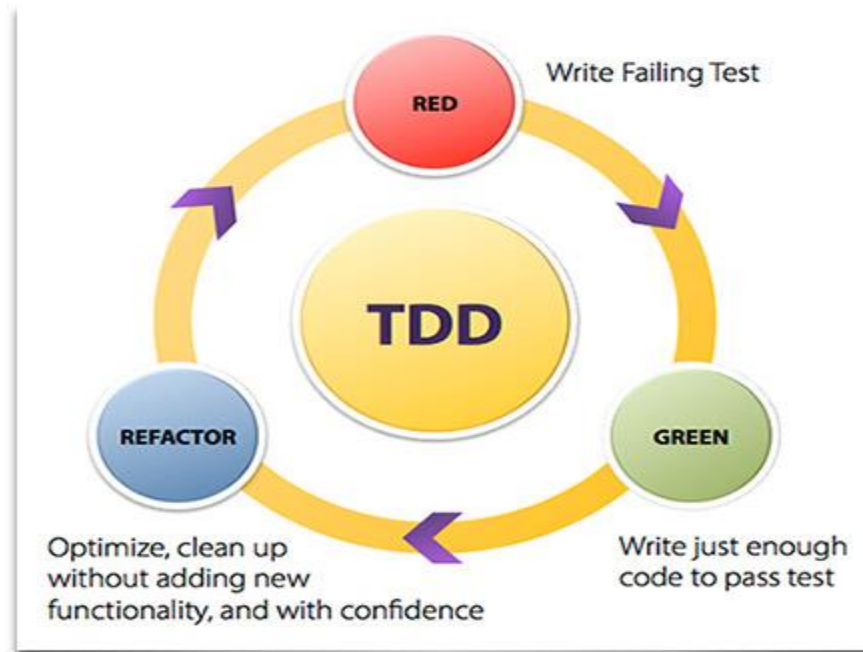 RED
Write Failing Test
TDD
REFACTOR
GREEN
Optimize, clean up
without adding new
functionality, and with confidence
Write just enough
code to pass test